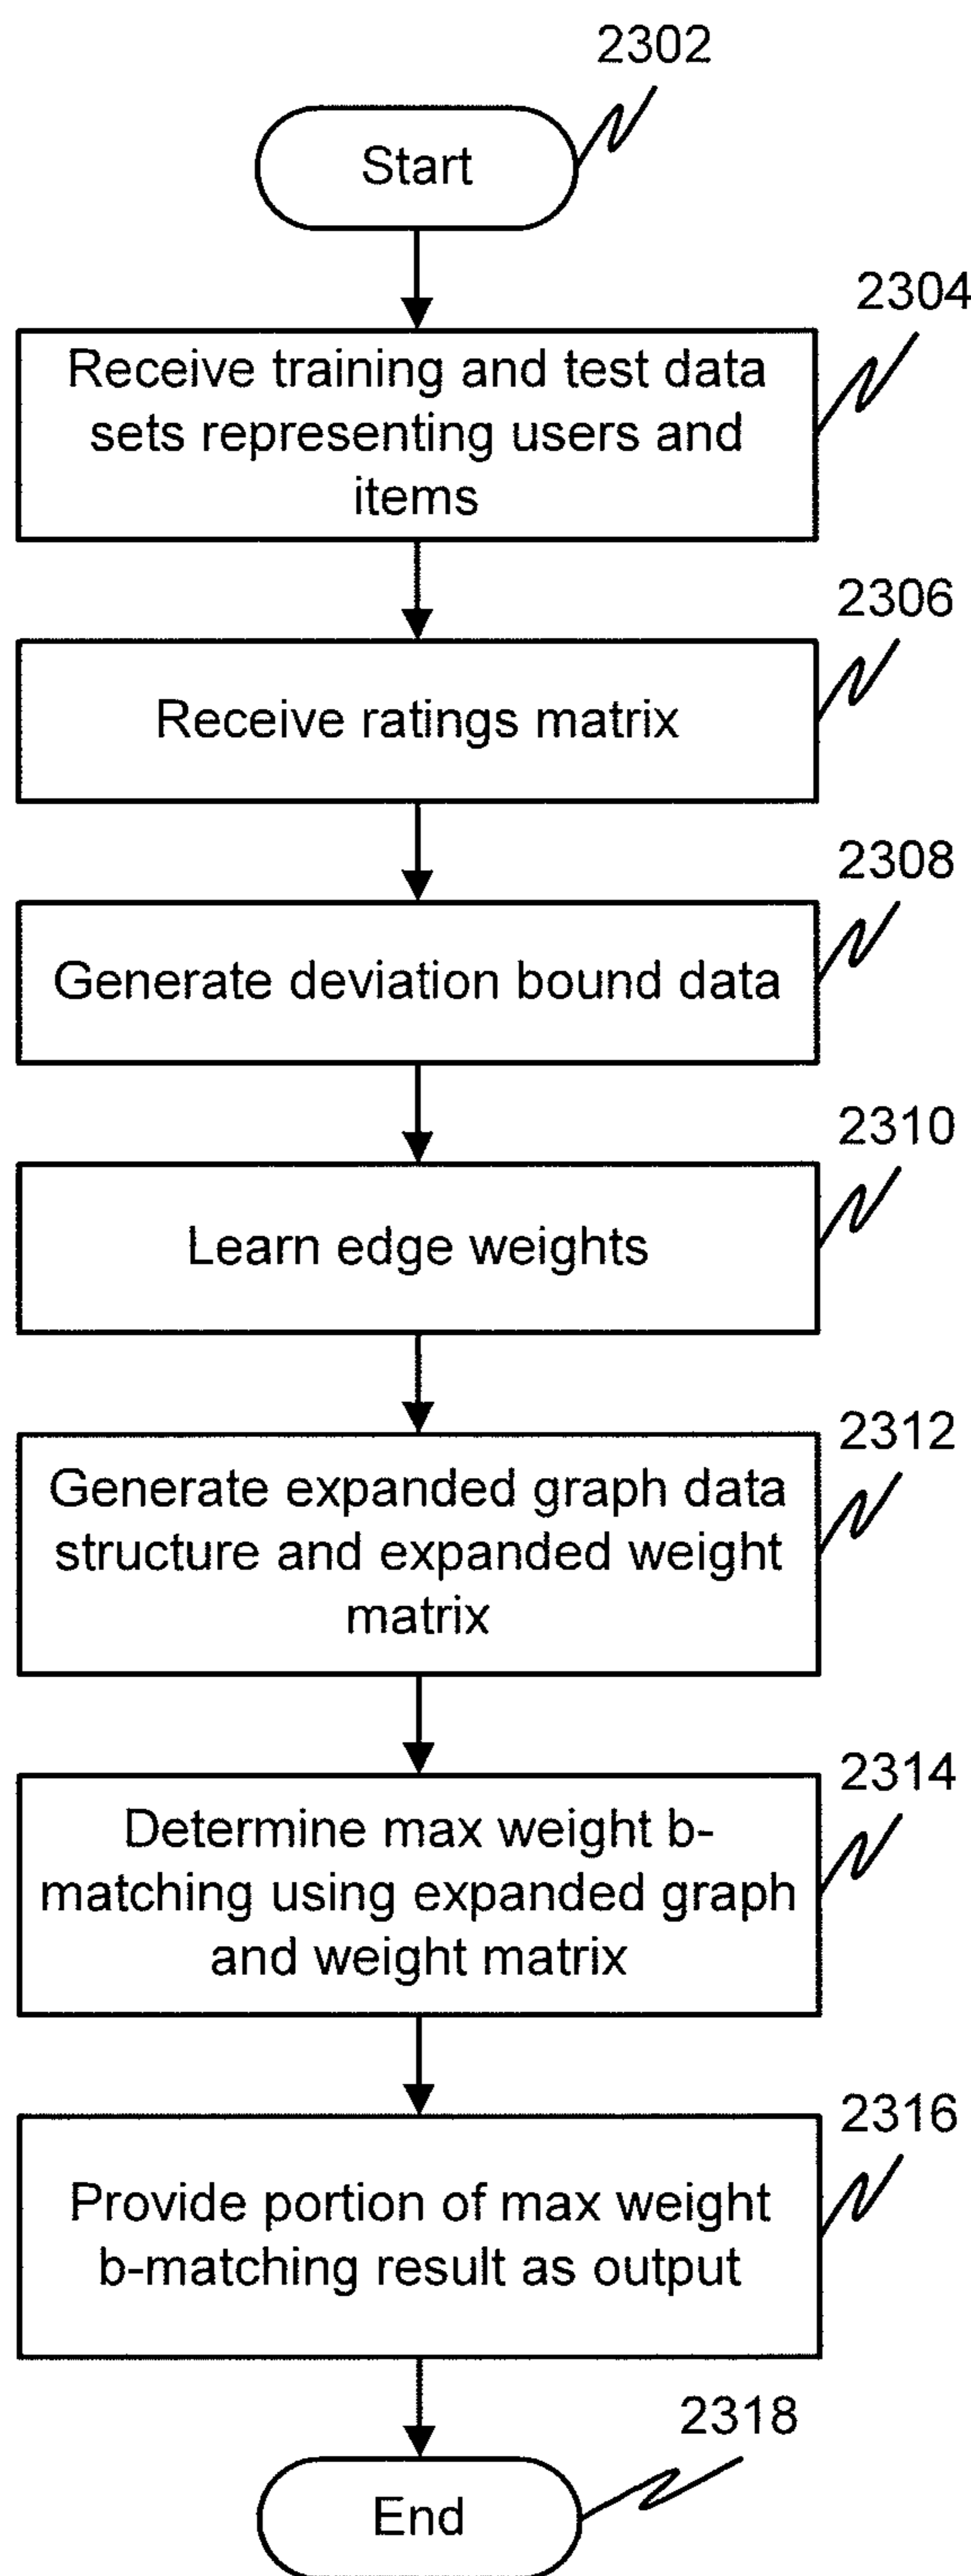 2302
Start
2304
Receive training and test data
sets representing users and
items
2306
Receive ratings matrix
2308
Generate deviation bound data
2310
Learn edge weights
2312
Generate expanded graph data
structure and expanded weight
matrix
2314
Determine max weight b-
matching using expanded graph
and weight matrix
2316
Provide portion of max weight
b-matching result as output
2318
End